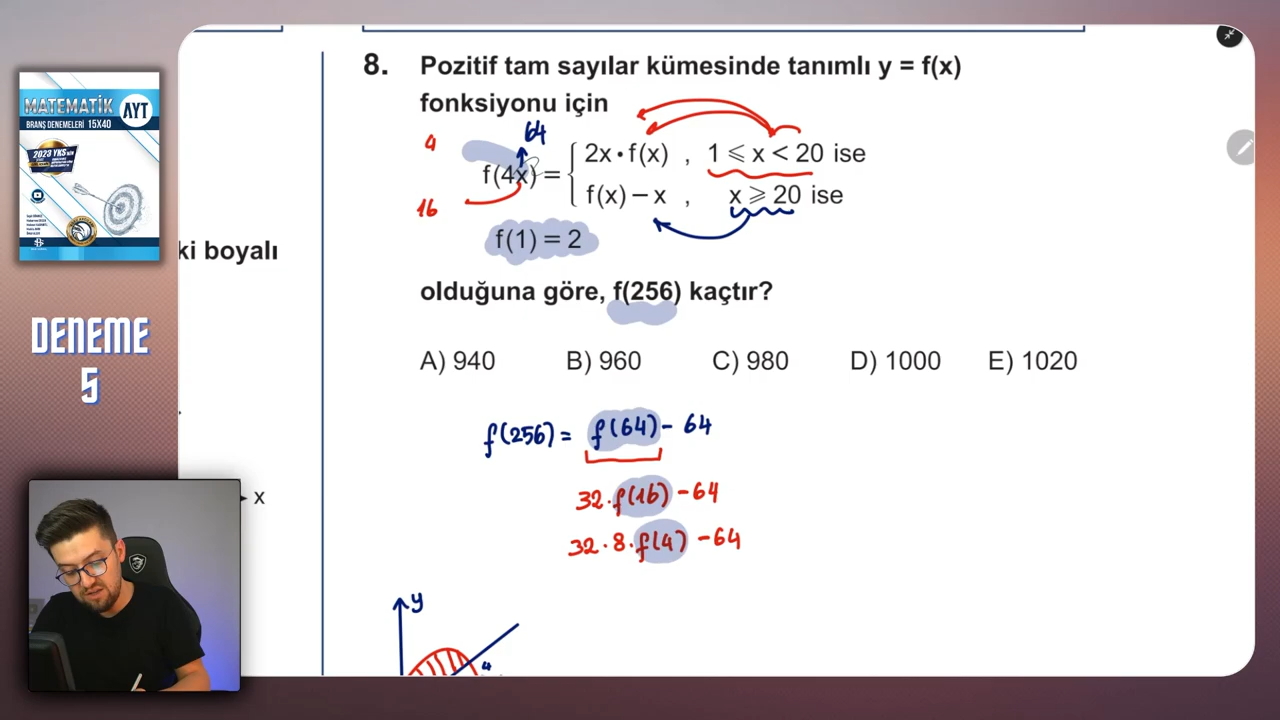 MATEMATİK AYT
BRANŞ DENEMELERİ 15X40
2023 YKS'NİN
DENEME
5
ki boyalı
x
8. Pozitif tam sayılar kümesinde tanımlı y = f(x)
fonksiyonu için
4
64
f(4x) = { 2x·f(x) , 1 ⩽ x < 20 ise
f(x) − x , x ⩾ 20 ise
16
f(1) = 2
olduğuna göre, f(256) kaçtır?
A) 940 B) 960 C) 980 D) 1000 E) 1020
f(256) = f(64) - 64
32·f(16) - 64
32·8·f(4) - 64
y